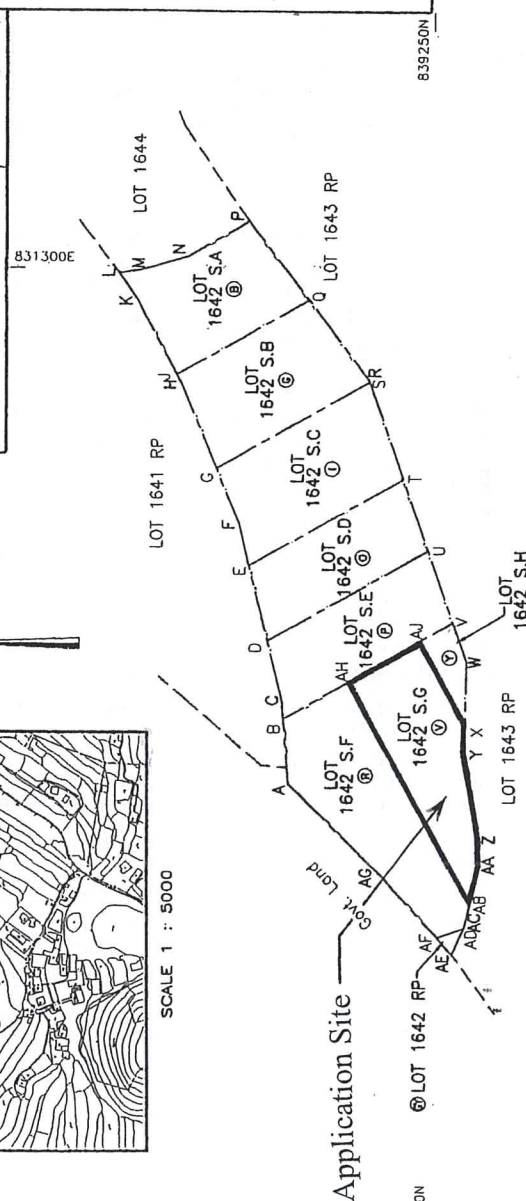 839250N
831300E
LOT 1644
LOT 1641 RP
LOT 1643 RP
L
M
K
N
P
LOT
1642 S.A
B
Q
J
H
LOT
1642 S.B
G
SR
G
LOT
1642 S.C
I
F
T
E
LOT
1642 S.D
O
U
D
LOT
1642 S.E
P
V
LOT
1642 S.H
Y
W
C
B
AH
AJ
A
LOT
1642 S.F
R
LOT
1642 S.G
V
X
Y
LOT 1643 RP
Z
AA
AB
AC
AD
AE
AF
AG
Govt. Land
LOT 1642 RP
Application Site
SCALE 1 : 5000